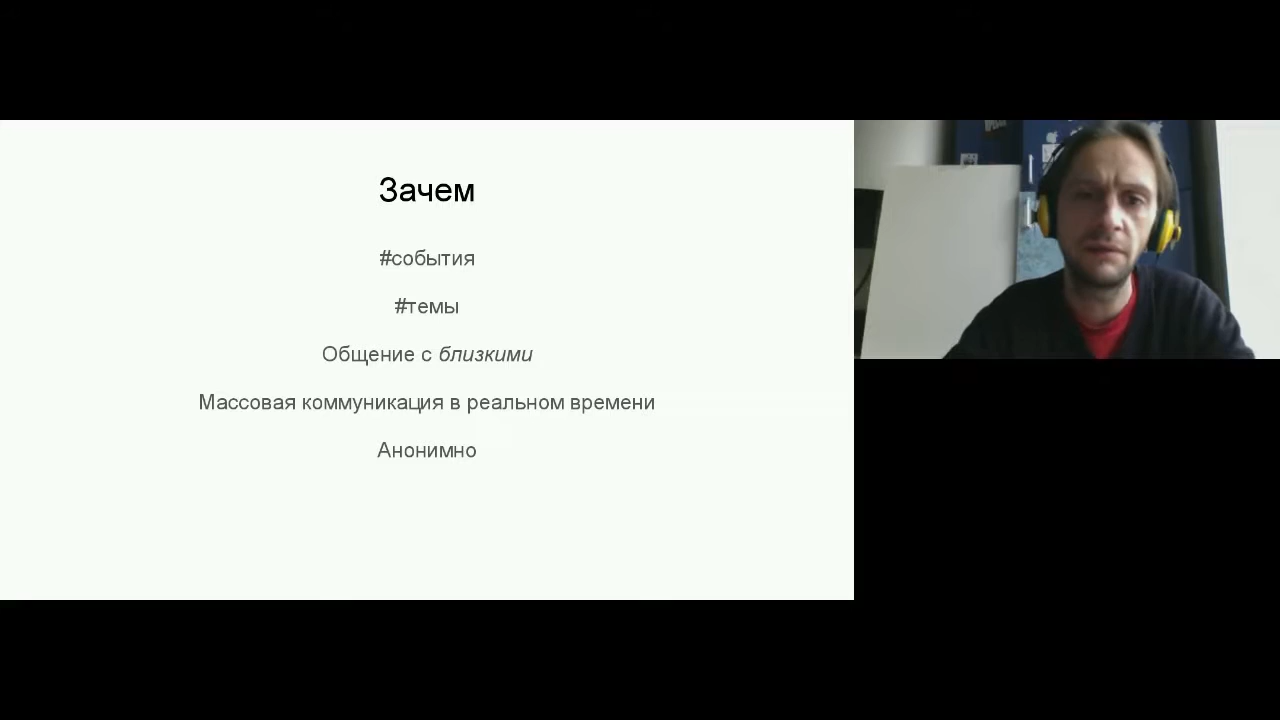 Зачем
#события
#темы
Общение с близкими
Массовая коммуникация в реальном времени
Анонимно